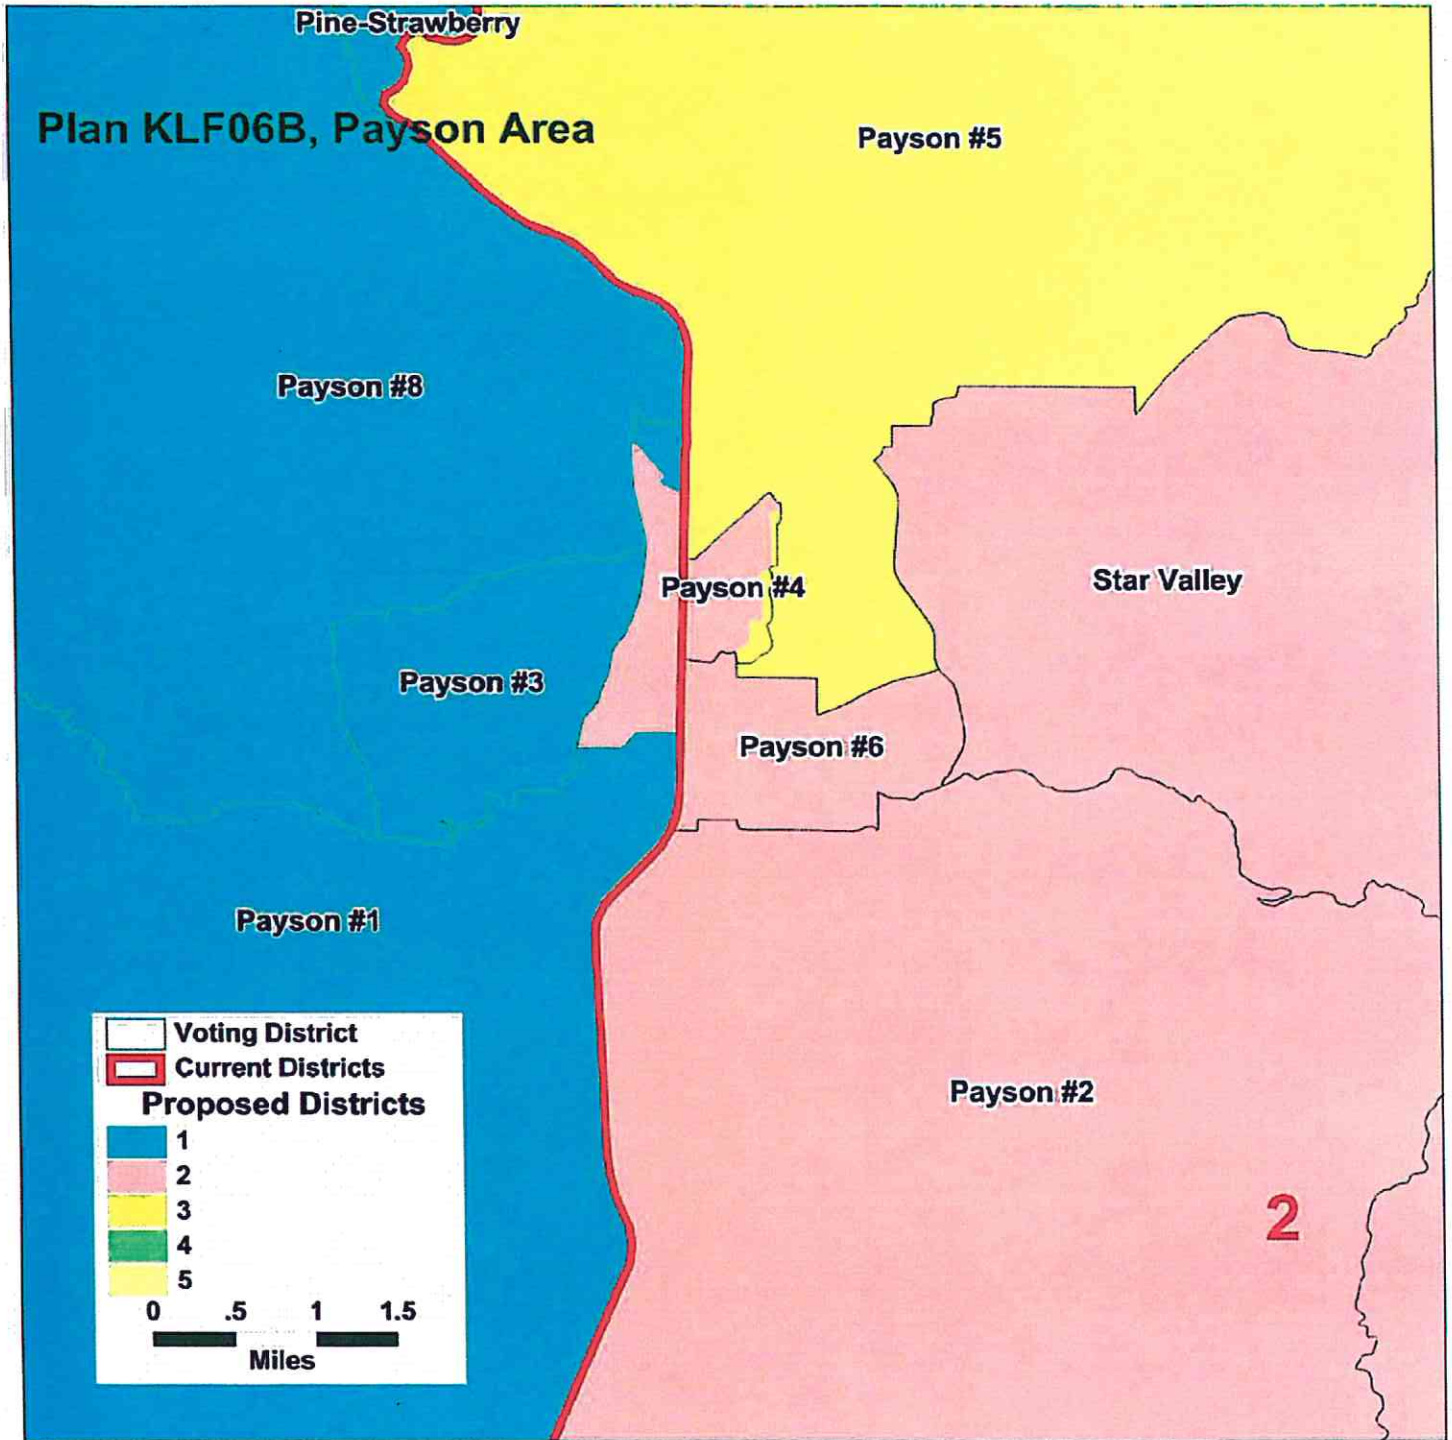 Pine-Strawberry
Plan KLF06B, Payson Area
Payson #5
Payson #8
Payson #4
Star Valley
Payson #3
Payson #6
Payson #1
Voting District
Current Districts
Proposed Districts
1
2
3
4
5
0 .5 1 1.5
Miles
Payson #2
2